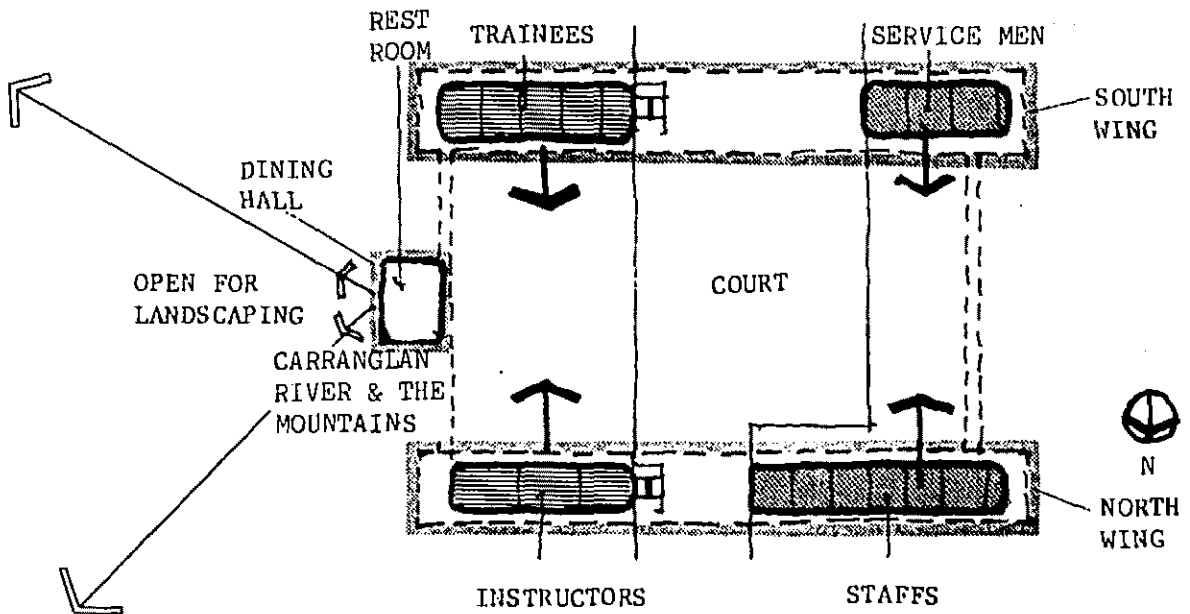 REST
ROOM
TRAINEES
SERVICE MEN
SOUTH
WING
DINING
HALL
OPEN FOR
LANDSCAPING
COURT
CARRANGLAN
RIVER & THE
MOUNTAINS
N
NORTH
WING
INSTRUCTORS
STAFFS